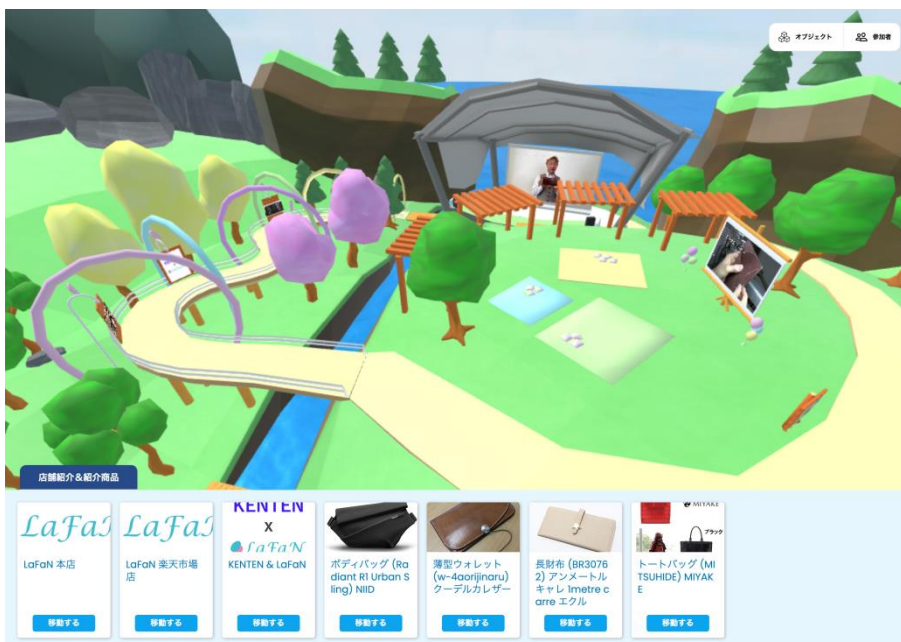 オブジェクト
参加者
店舗紹介&紹介商品
LaFaN
LaFaN 本店
移動する
LaFaN
LaFaN 楽天市場
店
移動する
KENTEN
X
LaFaN
KENTEN & LaFaN
移動する
ボディバッグ (Ra
diant R1 Urban S
ling) NIID
移動する
薄型ウォレット
(w-4aorijinaru)
クーデルカレザー
移動する
長財布 (BR3076
2) アンメートル
キャレ 1metre c
arre エクル
移動する
MIYAKE
ブラック
トートバッグ (MI
TSUHIDE) MIYAK
E
移動する